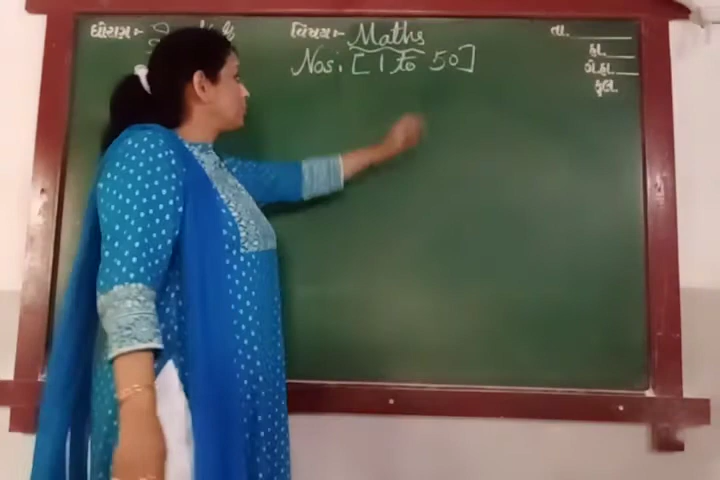 ધોરણ:- વિષય:- Maths તા.
Nos: [ 1 to 50 ]
હા.
ગે.હા.
કુલ